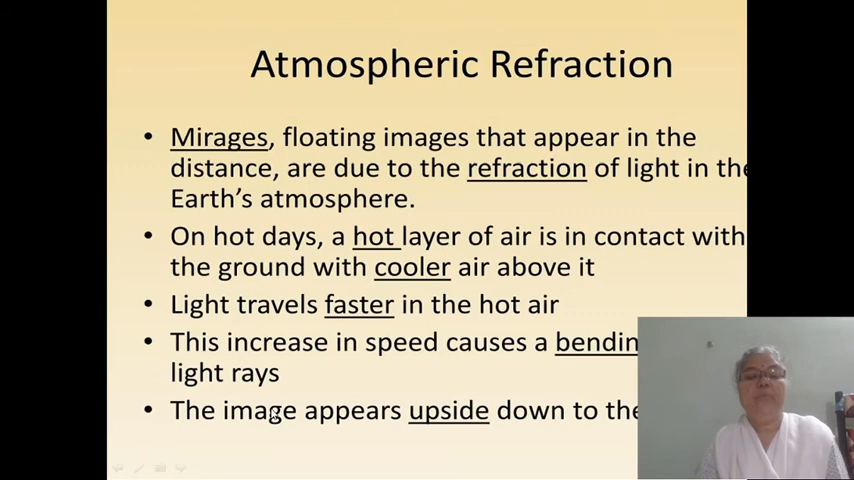 Atmospheric Refraction
• Mirages, floating images that appear in the
distance, are due to the refraction of light in the
Earth's atmosphere.
• On hot days, a hot layer of air is in contact with
the ground with cooler air above it
• Light travels faster in the hot air
• This increase in speed causes a bendin
light rays
• The image appears upside down to the